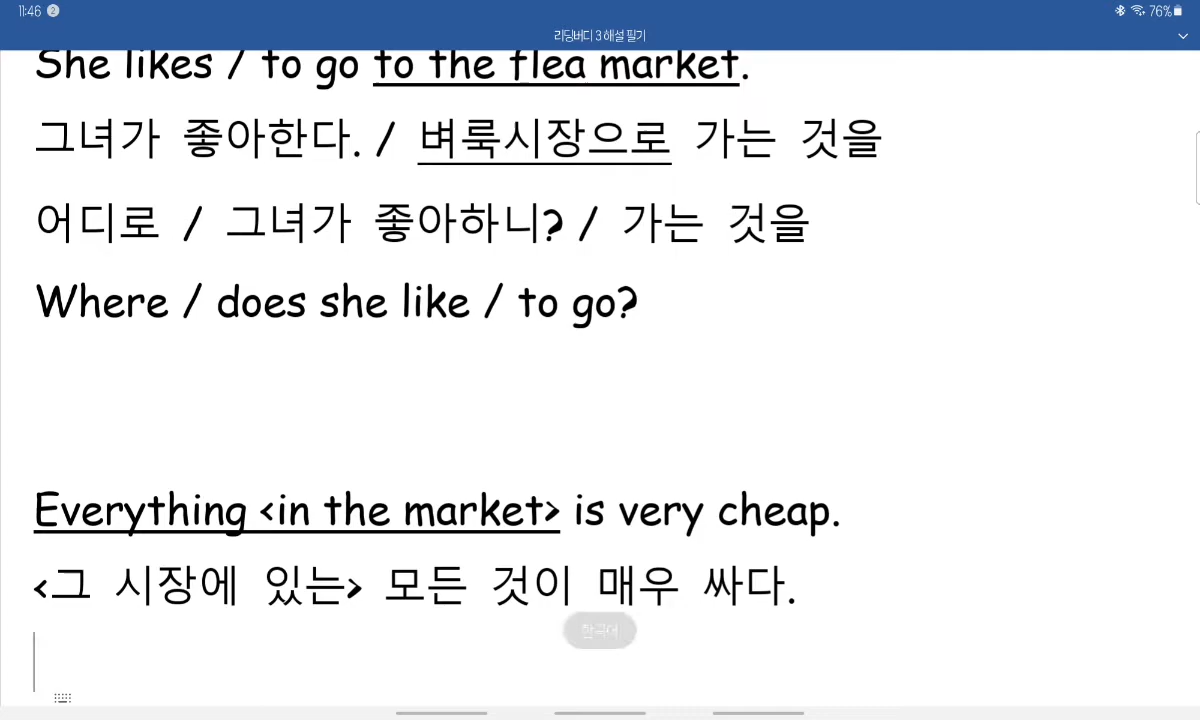 11:46 2 76%
리딩버디 3 해설 필기
She likes / to go to the flea market.
그녀가 좋아한다. / 벼룩시장으로 가는 것을
어디로 / 그녀가 좋아하니? / 가는 것을
Where / does she like / to go?
Everything <in the market> is very cheap.
<그 시장에 있는> 모든 것이 매우 싸다.
한국어